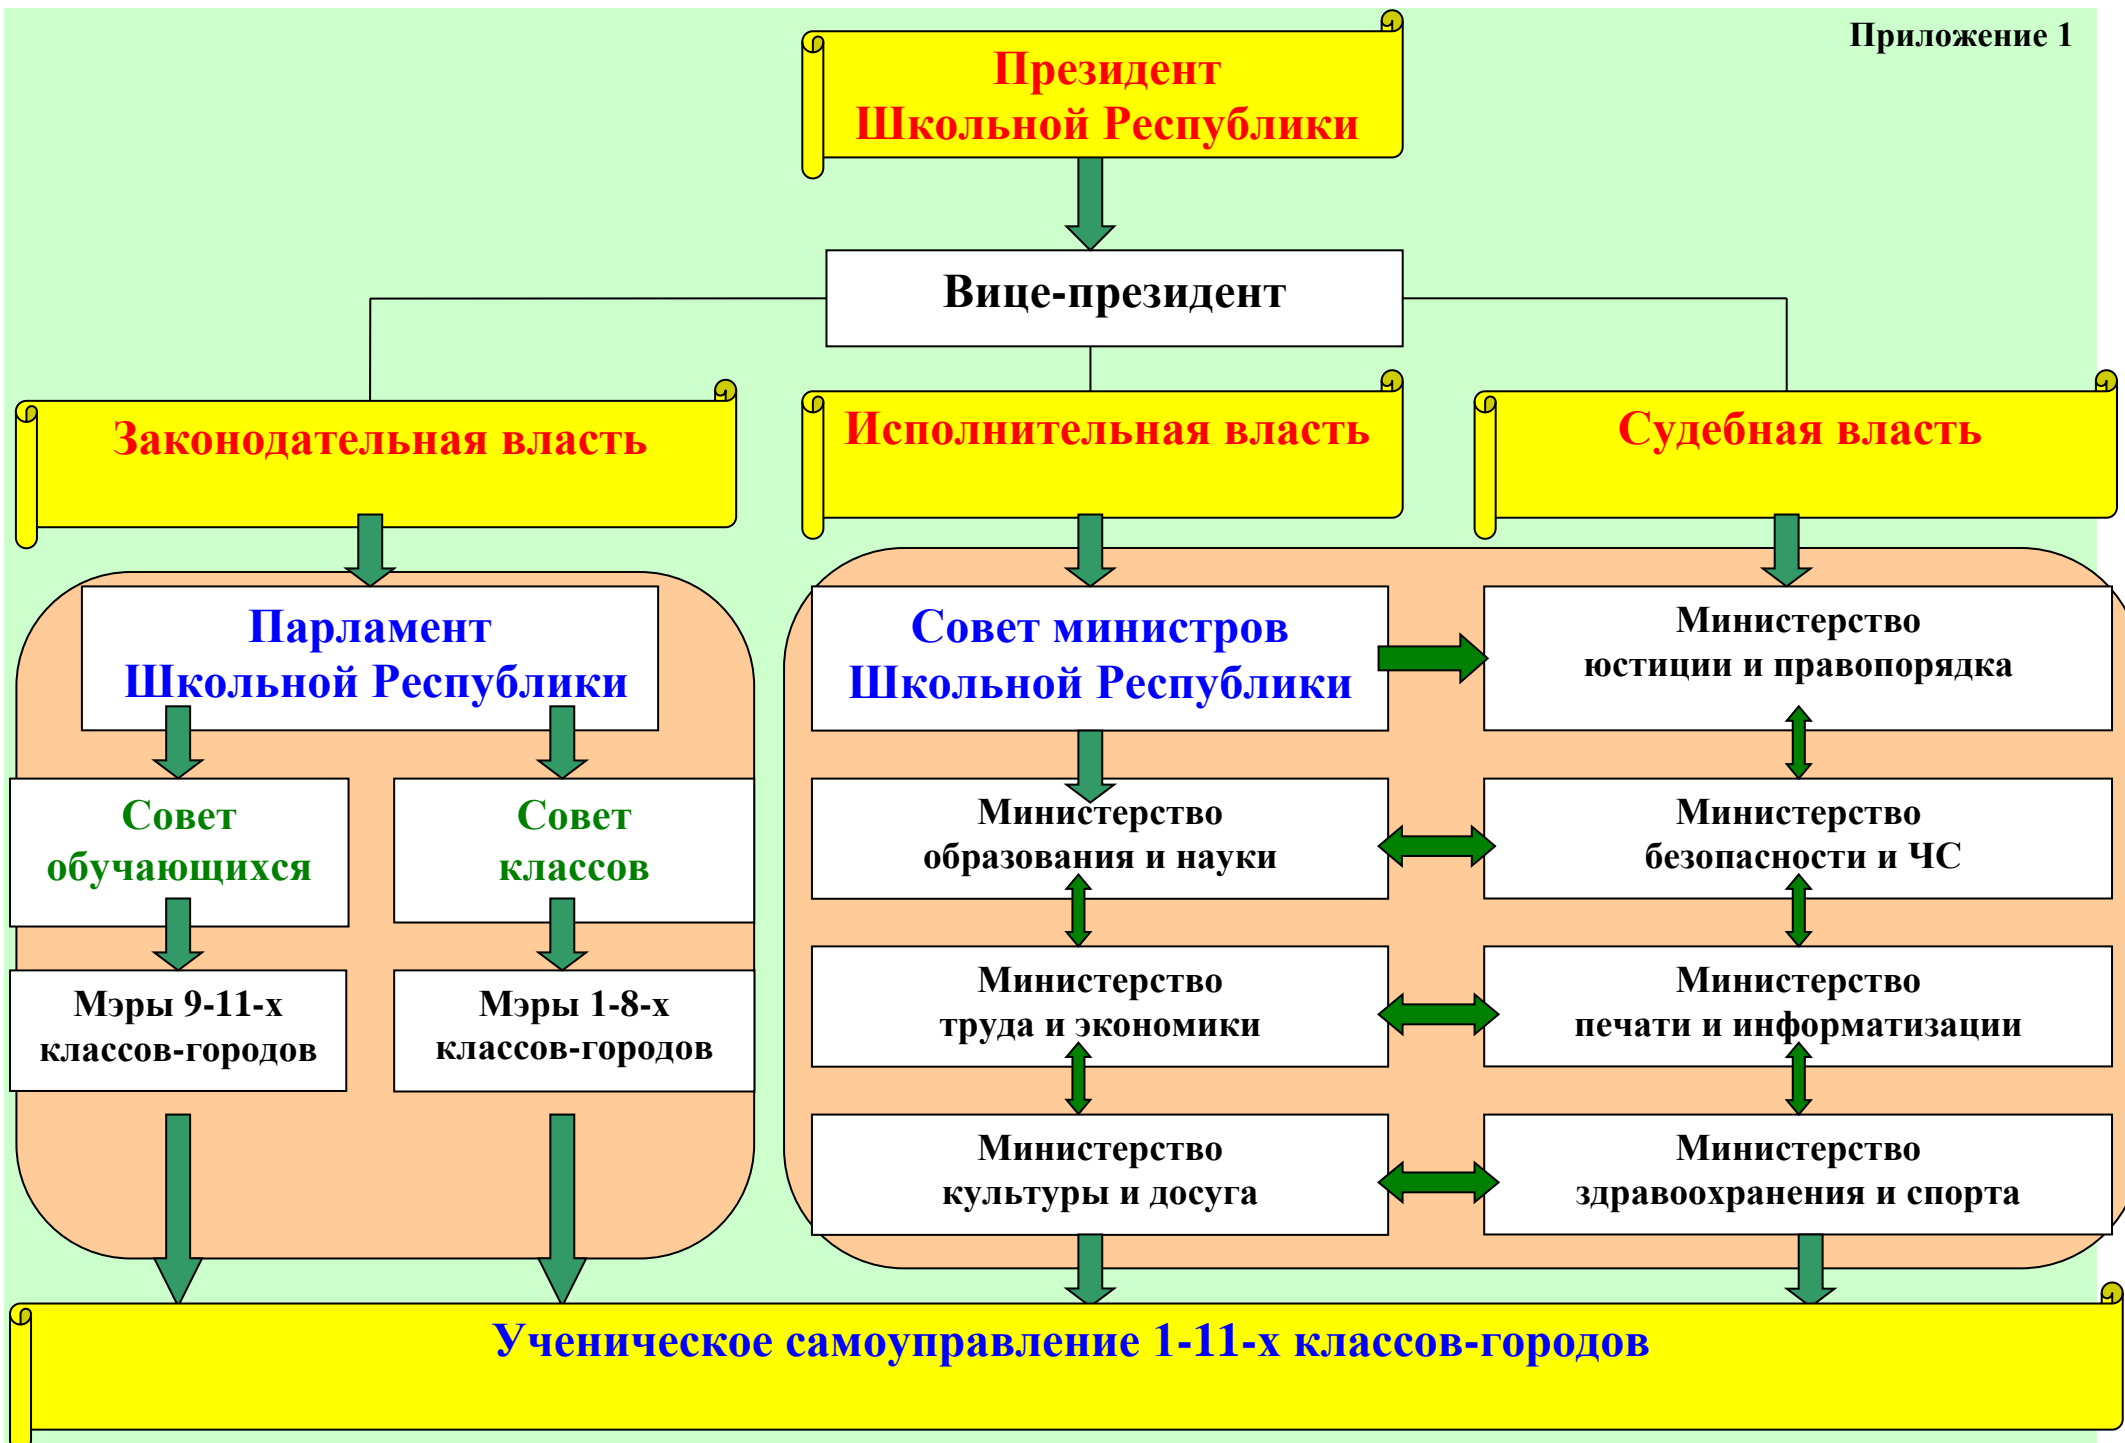 Приложение 1
Президент
Школьной Республики
Вице-президент
Законодательная власть
Исполнительная власть
Судебная власть
Парламент
Школьной Республики
Совет министров
Школьной Республики
Министерство
юстиции и правопорядка
Совет
обучающихся
Совет
классов
Министерство
образования и науки
Министерство
безопасности и ЧС
Мэры 9-11-х
классов-городов
Мэры 1-8-х
классов-городов
Министерство
труда и экономики
Министерство
печати и информатизации
Министерство
культуры и досуга
Министерство
здравоохранения и спорта
Ученическое самоуправление 1-11-х классов-городов